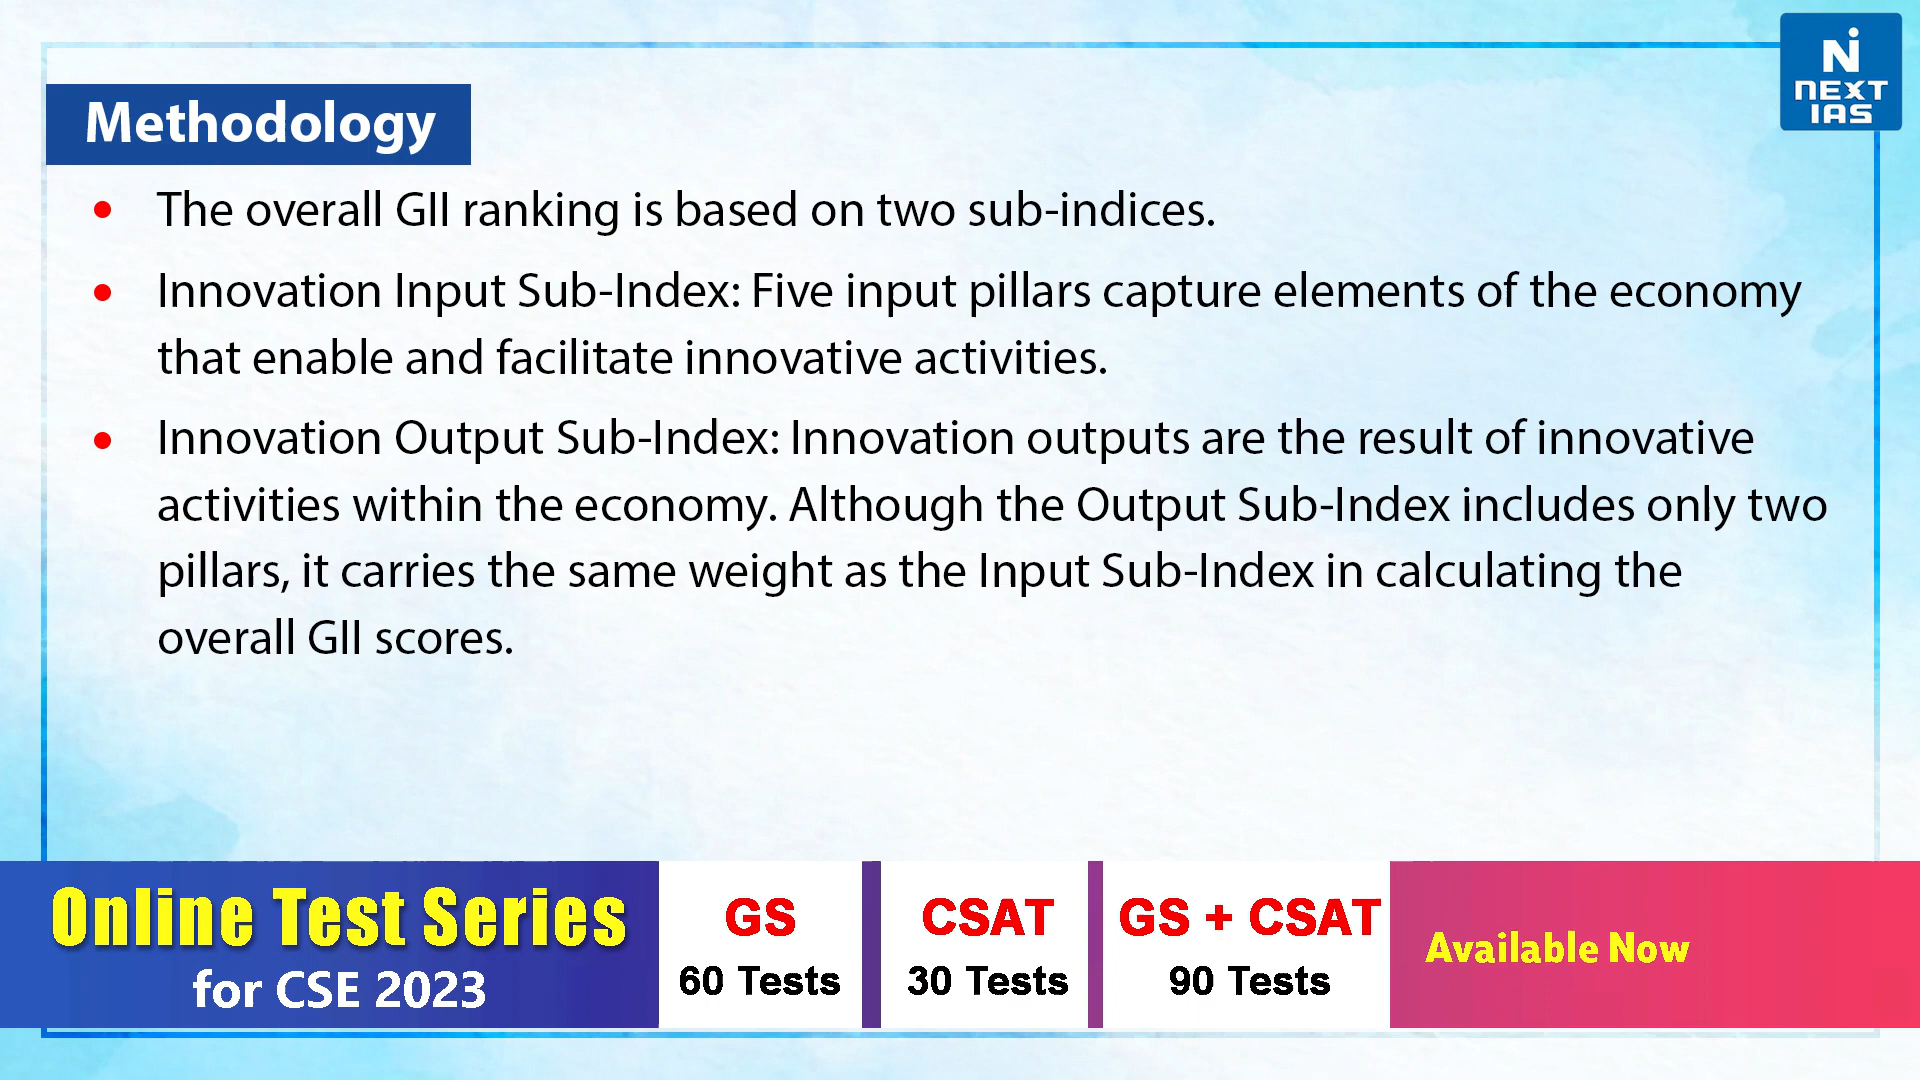 NEXT
IAS
Methodology
• The overall GII ranking is based on two sub-indices.
• Innovation Input Sub-Index: Five input pillars capture elements of the economy
that enable and facilitate innovative activities.
• Innovation Output Sub-Index: Innovation outputs are the result of innovative
activities within the economy. Although the Output Sub-Index includes only two
pillars, it carries the same weight as the Input Sub-Index in calculating the
overall GII scores.
Online Test Series
for CSE 2023
GS
60 Tests
CSAT
30 Tests
GS + CSAT
90 Tests
Available Now